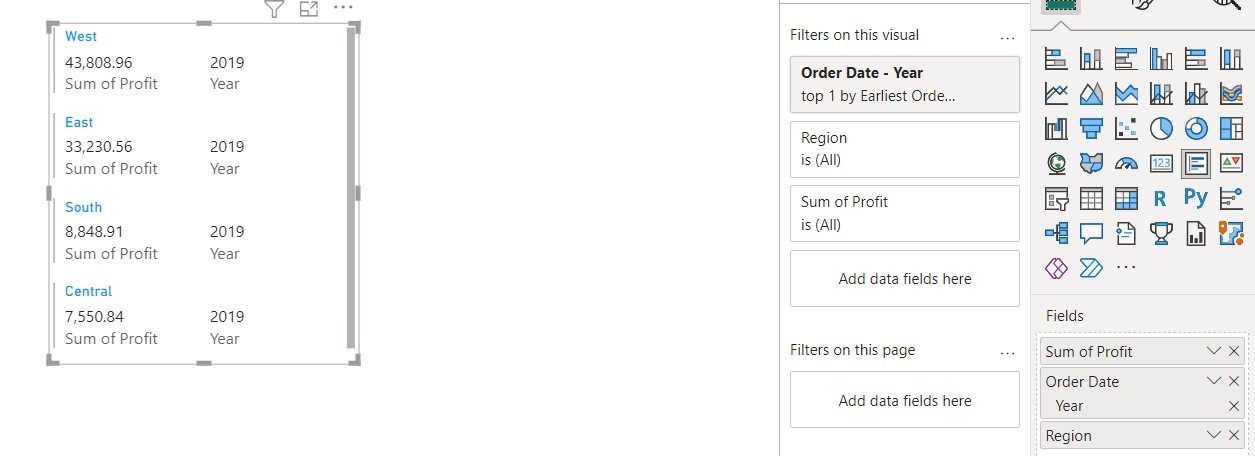 West
43,808.96 2019
Sum of Profit Year
East
33,230.56 2019
Sum of Profit Year
South
8,848.91 2019
Sum of Profit Year
Central
7,550.84 2019
Sum of Profit Year
Filters on this visual
Order Date - Year
top 1 by Earliest Orde...
Region
is (All)
Sum of Profit
is (All)
Add data fields here
Filters on this page
Add data fields here
123
R
Py
Fields
Sum of Profit
Order Date
Year
Region